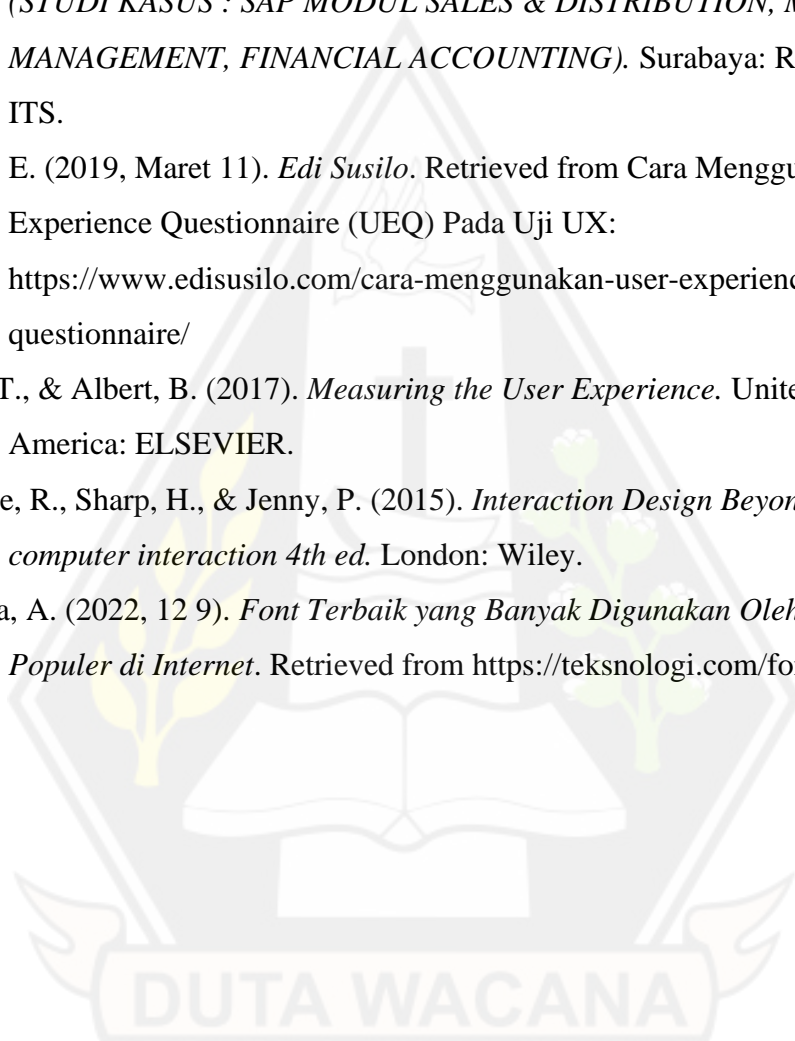 (STUDI KASUS : SAP MODUL SALES & DISTRIBUTION,
MANAGEMENT, FINANCIAL ACCOUNTING). Surabaya:
ITS.
E. (2019, Maret 11). Edi Susilo. Retrieved from Cara
Experience Questionnaire (UEQ) Pada Uji UX:
https://www.edisusilo.com/cara-menggunakan-user-experienc
questionnaire/
T., & Albert, B. (2017). Measuring the User Experience.
America: ELSEVIER.
R., Sharp, H., & Jenny, P. (2015). Interaction Design
computer interaction 4th ed. London: Wiley.
A. (2022, 12 9). Font Terbaik yang Banyak Digunakan Oleh
Populer di Internet. Retrieved from https://teksnologi.com/fo
DUTA WACANA